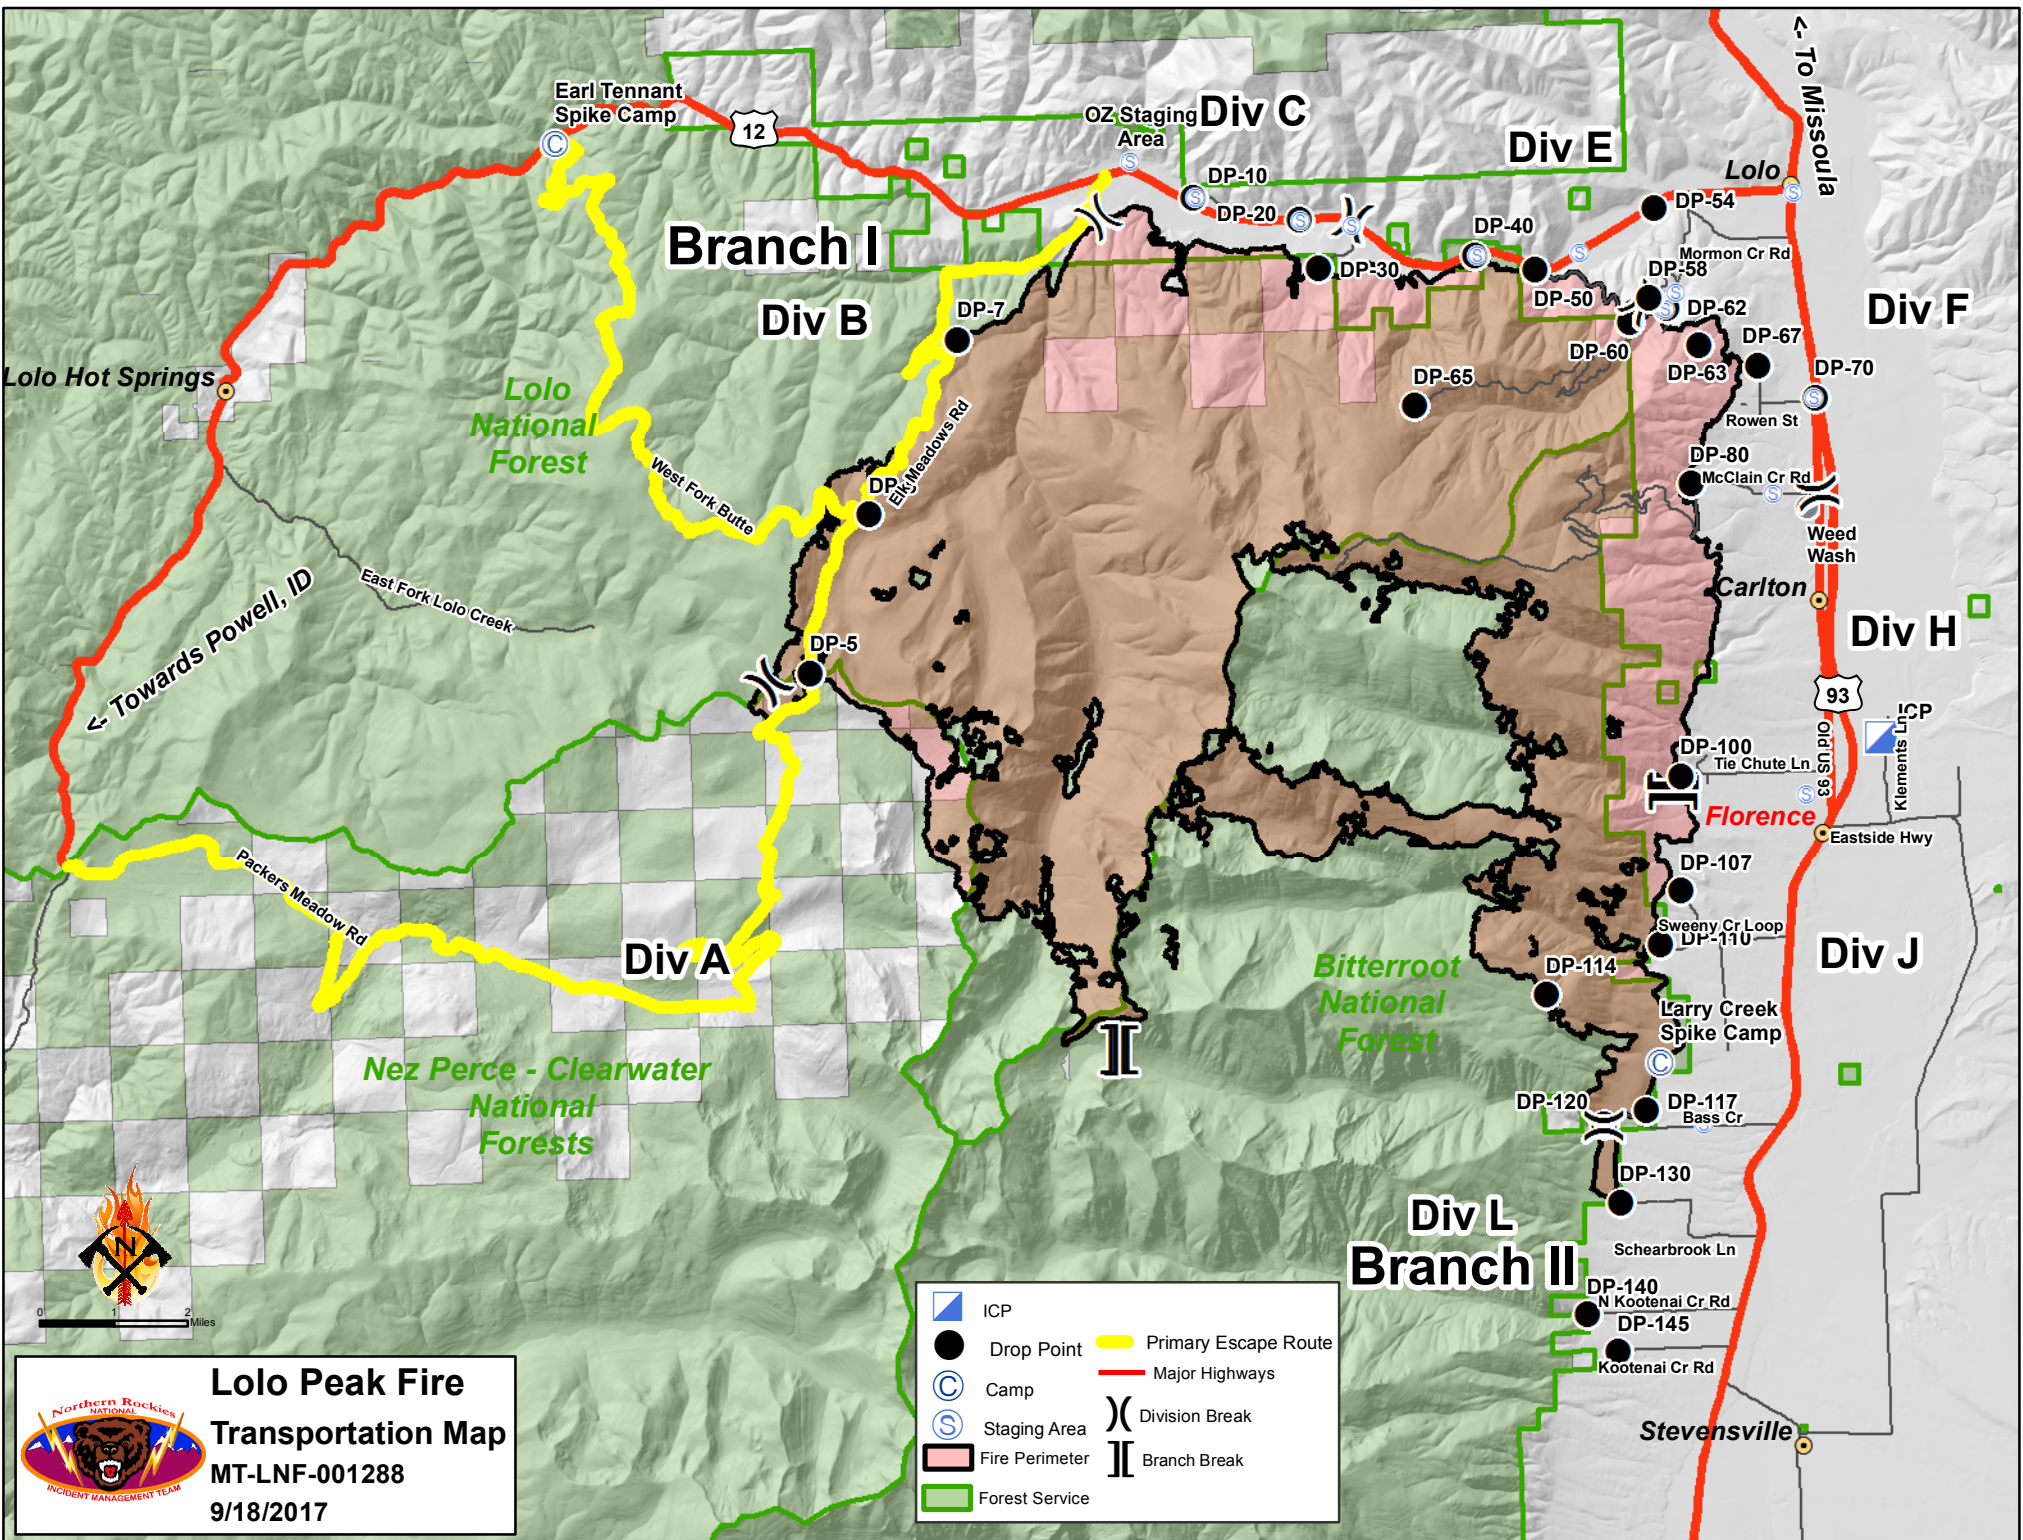 <- To Missoula
Earl Tennant
Spike Camp
12
OZ Staging
Area
Div C
Div E
Lolo
DP-10
DP-20
DP-54
DP-40
Mormon Cr Rd
Branch I
DP-30
DP-58
DP-50
DP-62
Div B
DP-7
Div F
DP-60
DP-67
DP-63
DP-70
Lolo Hot Springs
DP-65
Lolo
National
Forest
Rowen St
Elk Meadows Rd
DP-80
McClain Cr Rd
West Fork Butte
DP-
Weed
Wash
East Fork Lolo Creek
Carlton
<- Towards Powell, ID
Div H
DP-5
93
ICP
Klements Ln
Old US 93
DP-100
Tie Chute Ln
Florence
Eastside Hwy
Packers Meadow Rd
DP-107
Sweeny Cr Loop
DP-110
Div A
Div J
Bitterroot
National
Forest
DP-114
Larry Creek
Spike Camp
Nez Perce - Clearwater
National
Forests
DP-120
DP-117
Bass Cr
DP-130
Div L
Branch II
Schearbrook Ln
DP-140
N Kootenai Cr Rd
DP-145
Kootenai Cr Rd
Stevensville
N
0 1 2
Miles
ICP
Drop Point
Primary Escape Route
Major Highways
C
Camp
Division Break
S
Staging Area
Fire Perimeter
Branch Break
Forest Service
Northern Rockies
NATIONAL
INCIDENT MANAGEMENT TEAM
Lolo Peak Fire
Transportation Map
MT-LNF-001288
9/18/2017